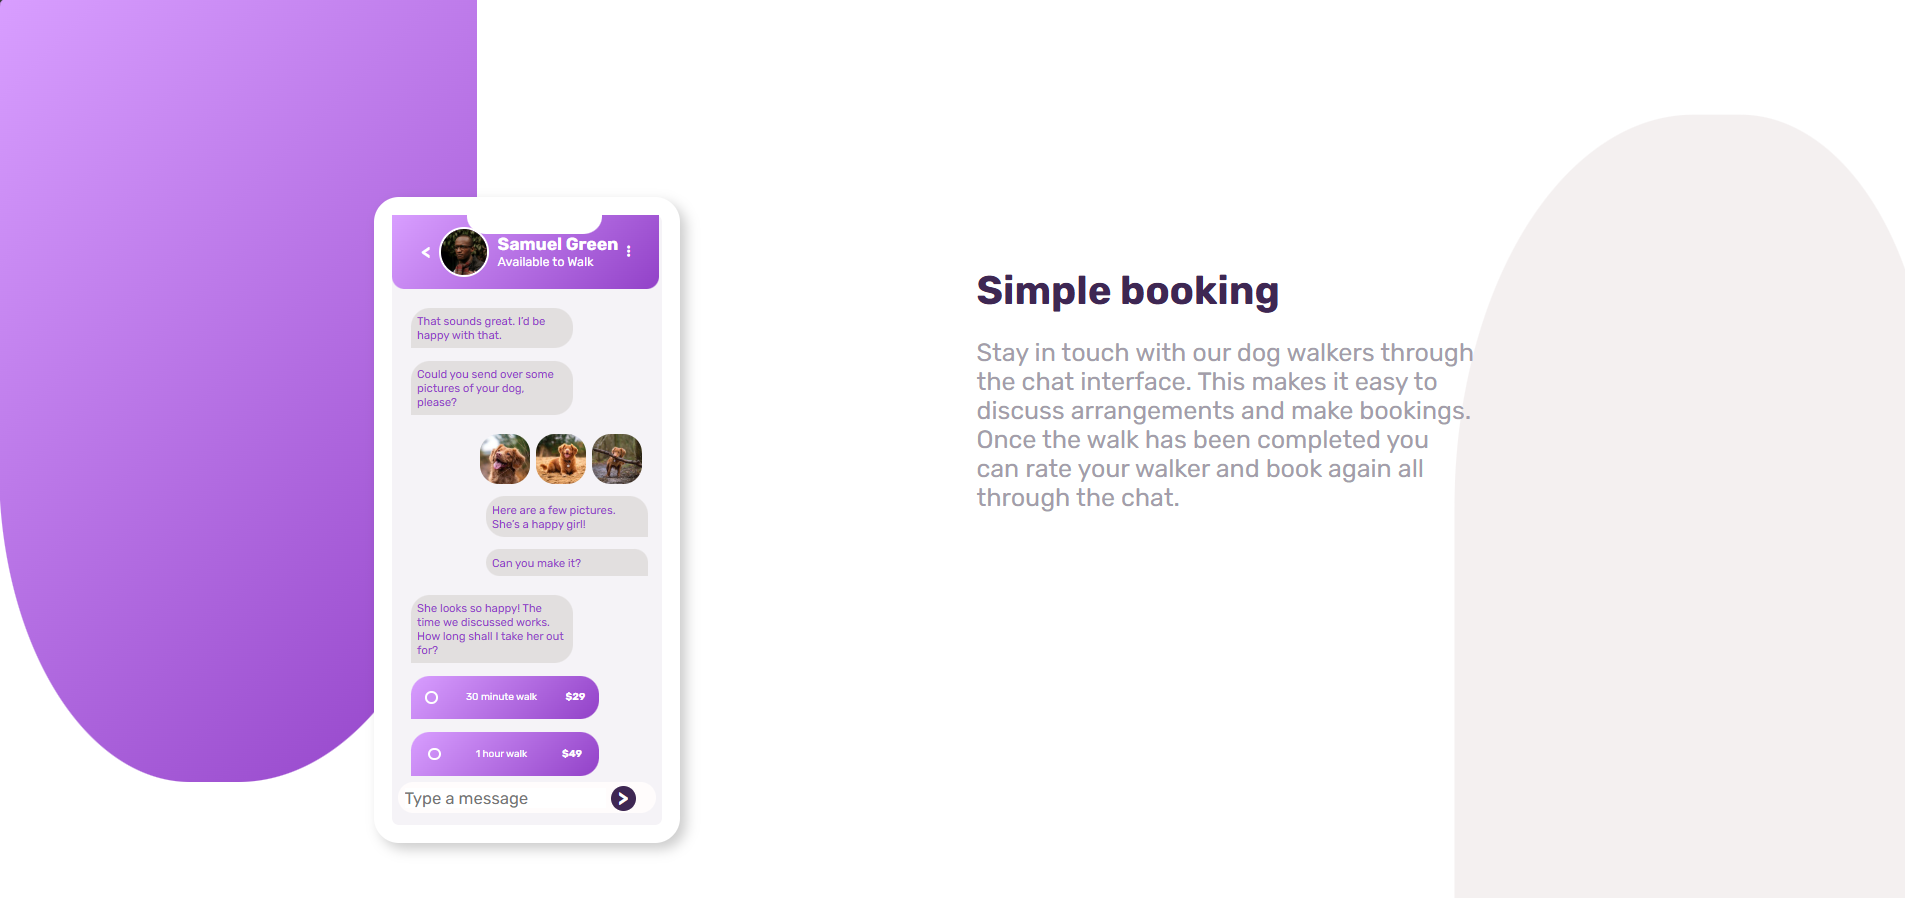 <
Samuel Green
Available to Walk
That sounds great. I'd be
happy with that.
Could you send over some
pictures of your dog,
please?
Here are a few pictures.
She's a happy girl!
Can you make it?
She looks so happy! The
time we discussed works.
How long shall I take her out
for?
30 minute walk $29
1 hour walk $49
Type a message >
Simple booking
Stay in touch with our dog walkers through
the chat interface. This makes it easy to
discuss arrangements and make bookings.
Once the walk has been completed you
can rate your walker and book again all
through the chat.